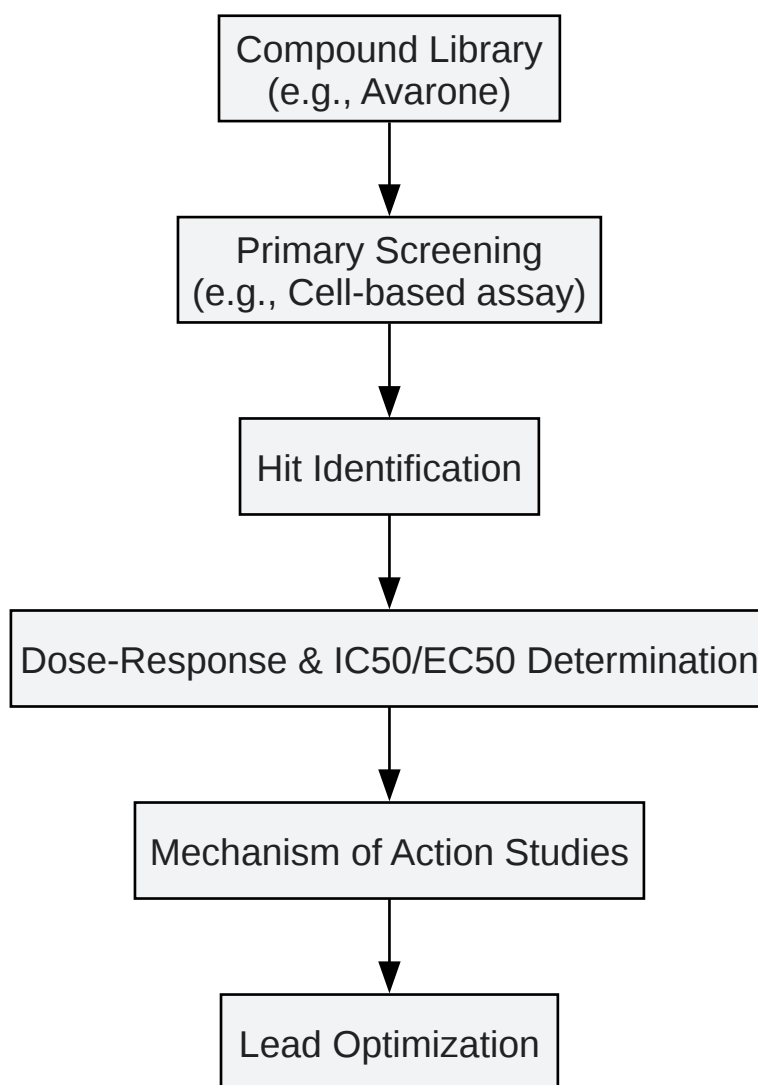 Compound Library
(e.g., Avarone)
Primary Screening
(e.g., Cell-based assay)
Hit Identification
Dose-Response & IC50/EC50 Determination
Mechanism of Action Studies
Lead Optimization